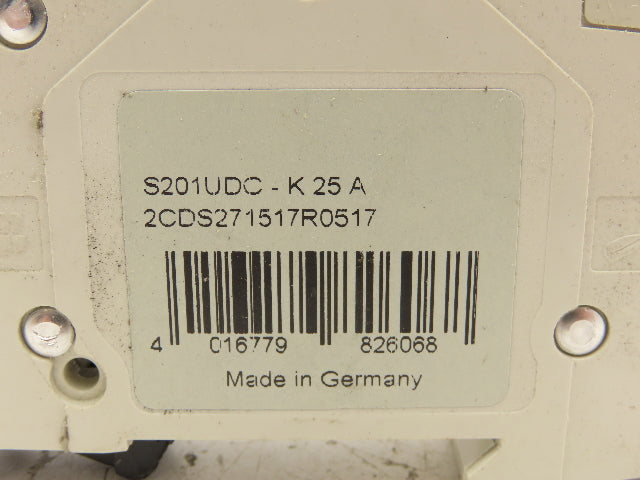 S201UDC - K 25 A
2CDS271517R0517
4 016779 826068
Made in Germany